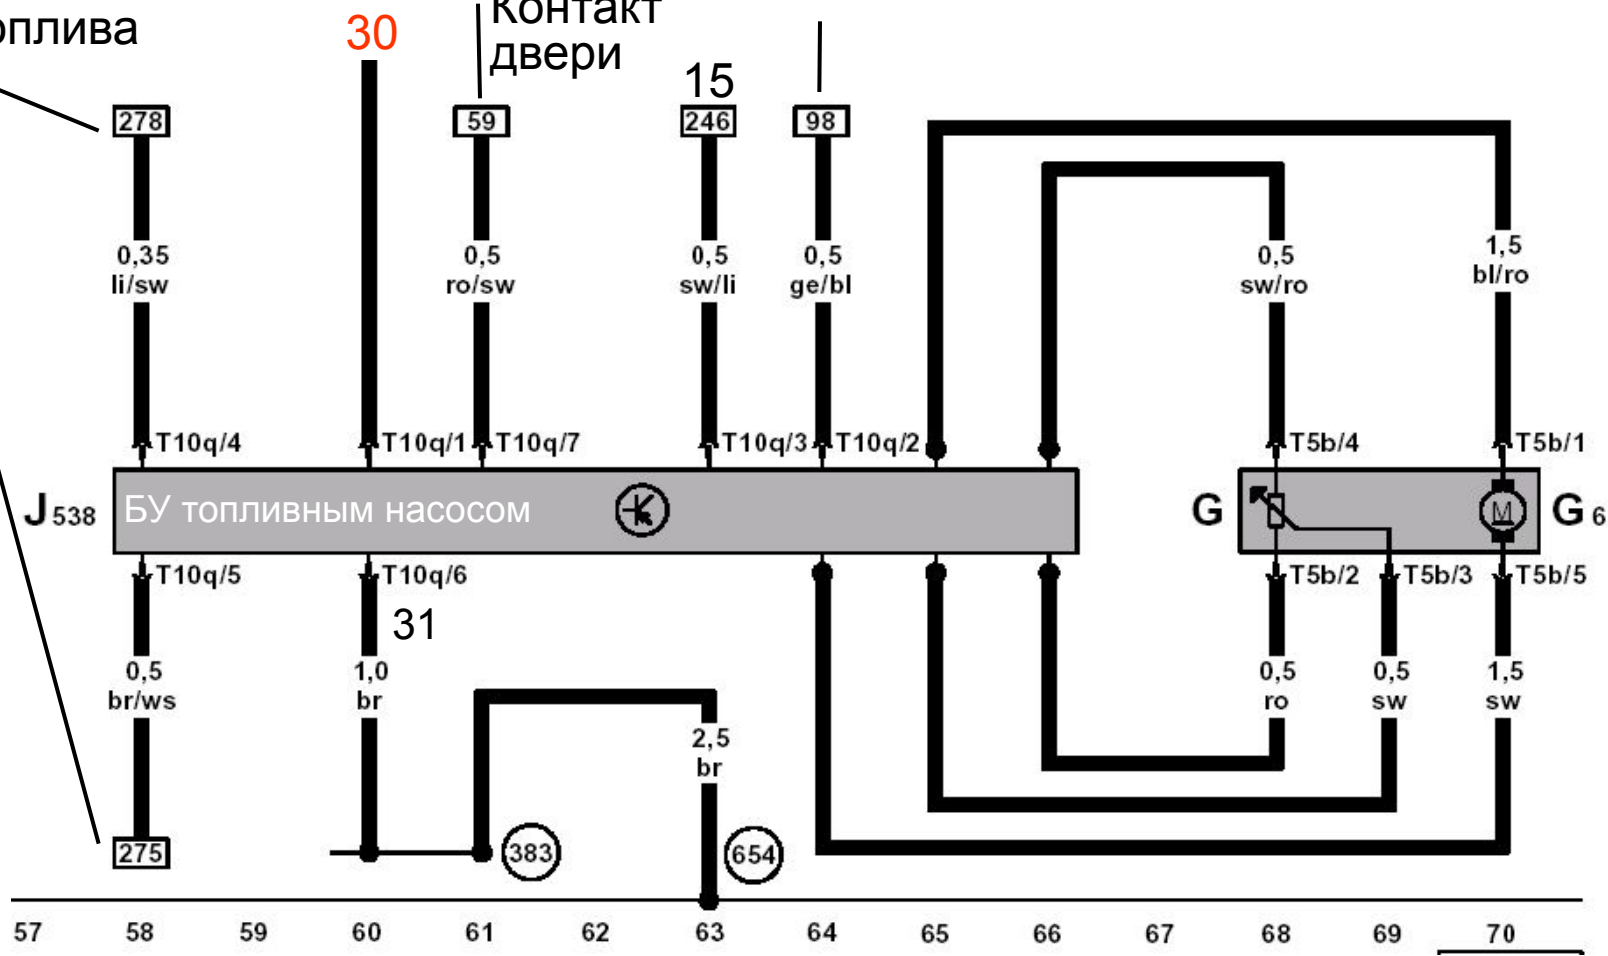 оплива
30
Контакт
двери
15
278
59
246
98
0,35
li/sw
0,5
ro/sw
0,5
sw/li
0,5
ge/bl
0,5
sw/ro
1,5
bl/ro
T10q/4
T10q/1
T10q/7
T10q/3
T10q/2
T5b/4
T5b/1
J 538
БУ топливным насосом
G
M
G 6
T10q/5
T10q/6
T5b/2
T5b/3
T5b/5
31
0,5
br/ws
1,0
br
0,5
ro
0,5
sw
1,5
sw
2,5
br
275
383
654
57 58 59 60 61 62 63 64 65 66 67 68 69 70